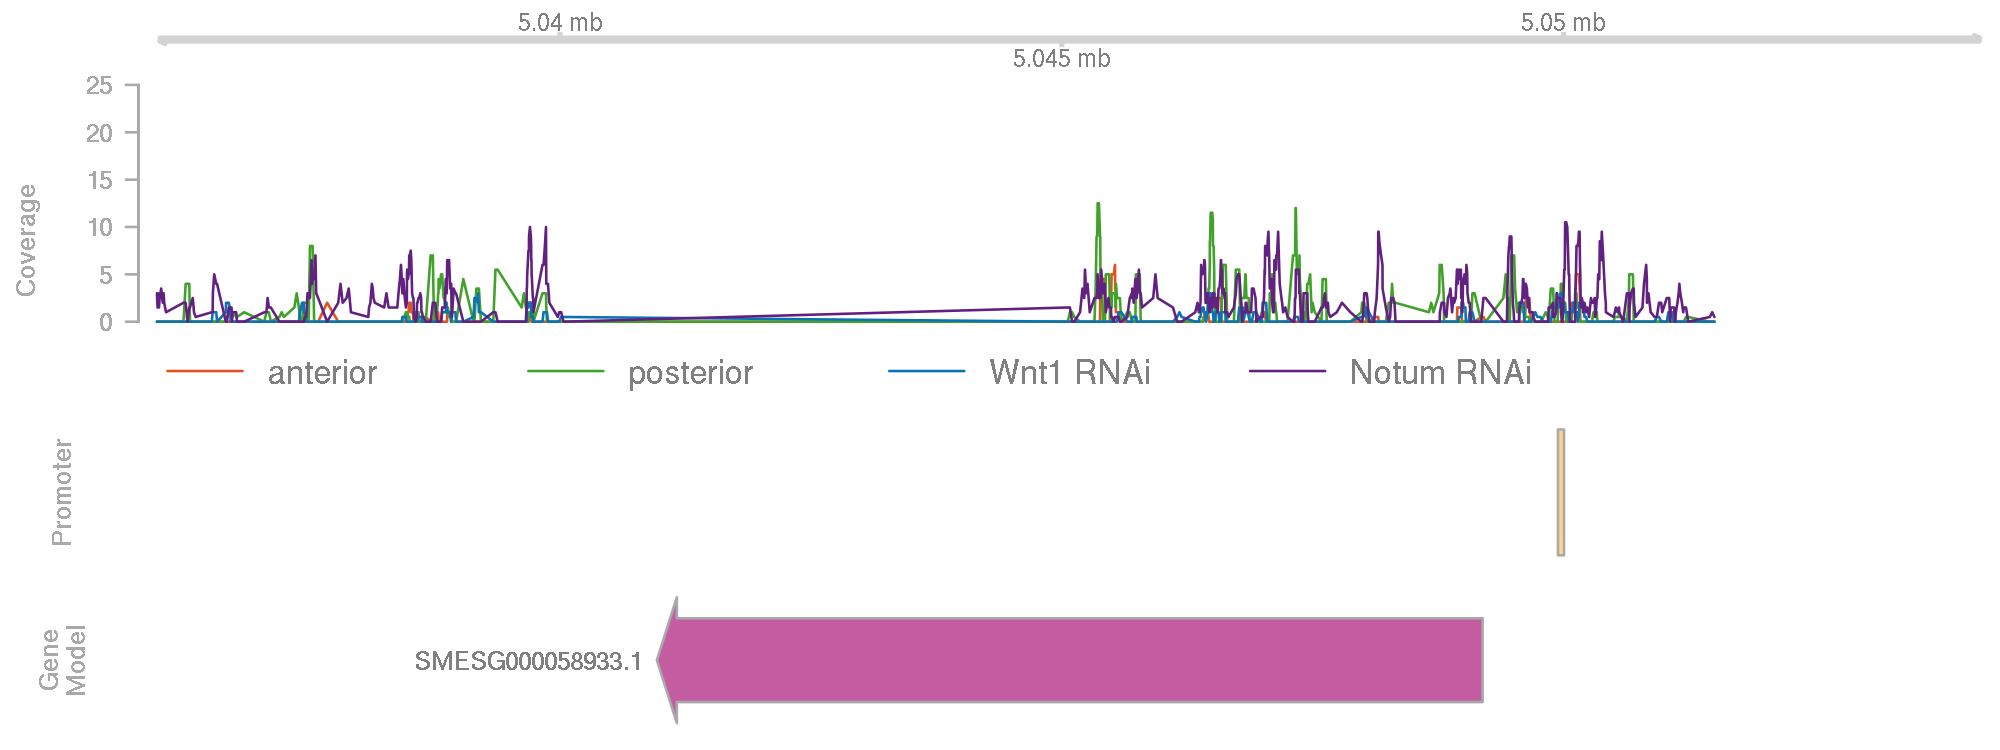 5.04 mb
5.05 mb
5.045 mb
Coverage
25
20
15
10
5
0
anterior posterior Wnt1 RNAi Notum RNAi
Promoter
Gene
Model
SMESG000058933.1